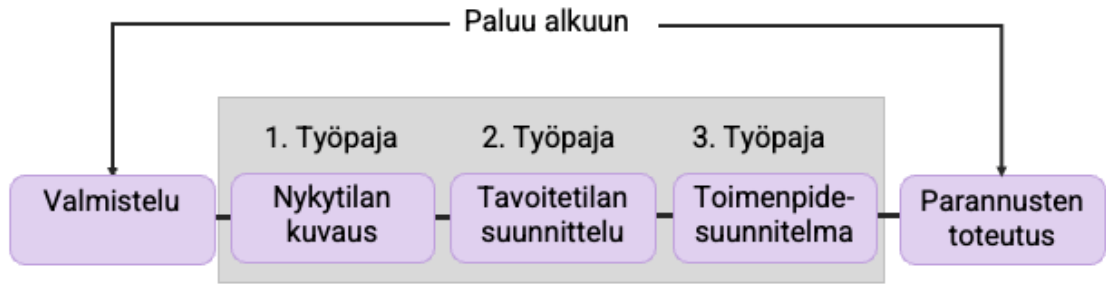 Paluu alkuun
1. Työpaja
2. Työpaja
3. Työpaja
Valmistelu
Nykytilan
kuvaus
Tavoitetilan
suunnittelu
Toimenpide-
suunnitelma
Parannusten
toteutus